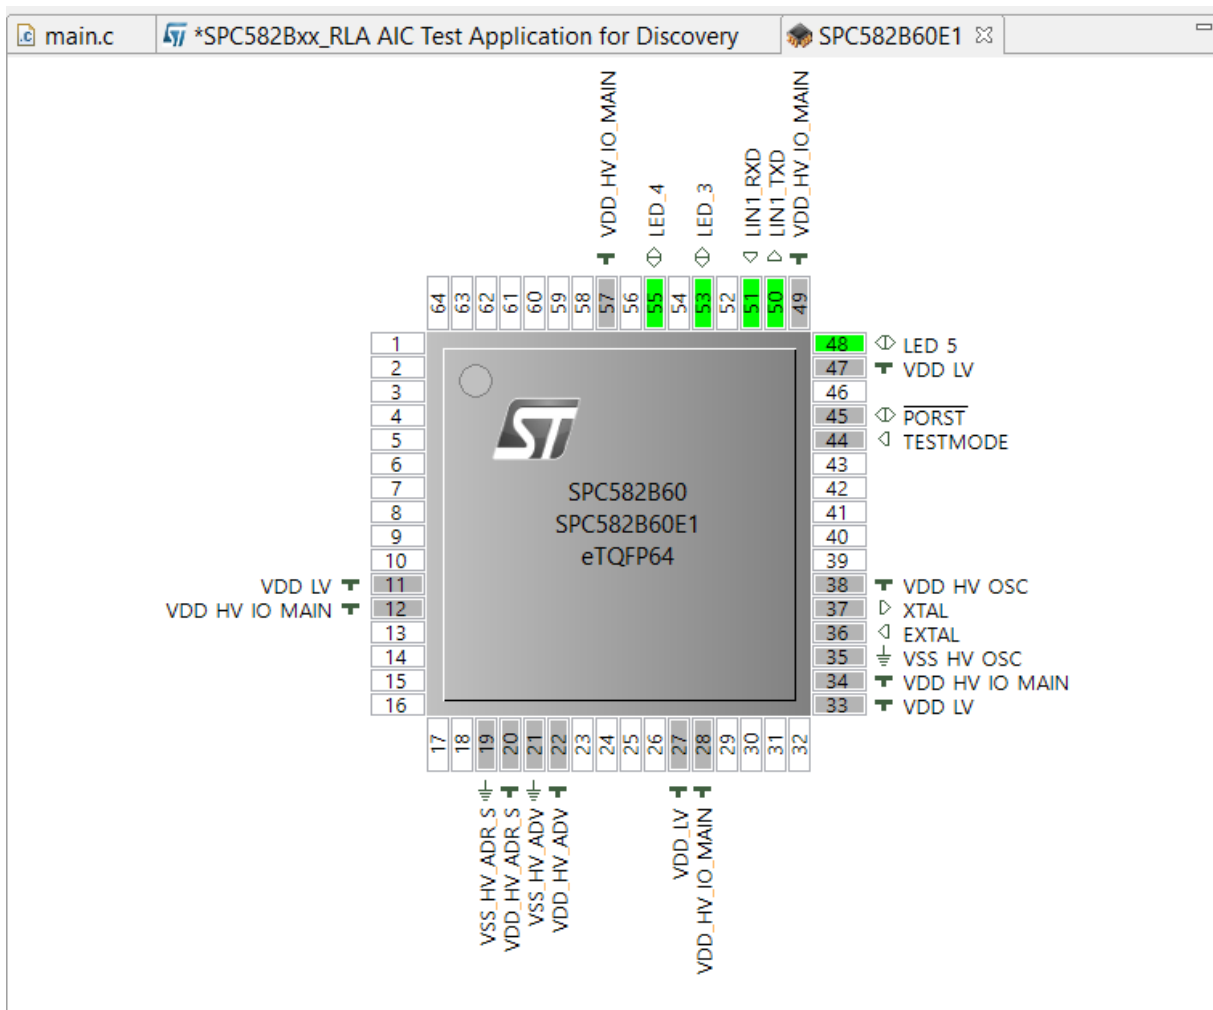 main.c
*SPC582Bxx_RLA AIC Test Application for Discovery
SPC582B60E1
VDD_HV_IO_MAIN
LED_4
LED_3
LIN1_RXD
LIN1_TXD
VDD_HV_IO_MAIN
64 63 62 61 60 59 58 57 56 55 54 53 52 51 50 49
1
2
3
4
5
6
7
8
9
10
VDD LV 11
VDD HV IO MAIN 12
13
14
15
16
ST
SPC582B60
SPC582B60E1
eTQFP64
48 LED 5
47 VDD LV
46
45 PORST
44 TESTMODE
43
42
41
40
39
38 VDD HV OSC
37 XTAL
36 EXTAL
35 VSS HV OSC
34 VDD HV IO MAIN
33 VDD LV
17 18 19 20 21 22 23 24 25 26 27 28 29 30 31 32
VSS_HV_ADR_S
VDD_HV_ADR_S
VSS_HV_ADV
VDD_HV_ADV
VDD_LV
VDD_HV_IO_MAIN